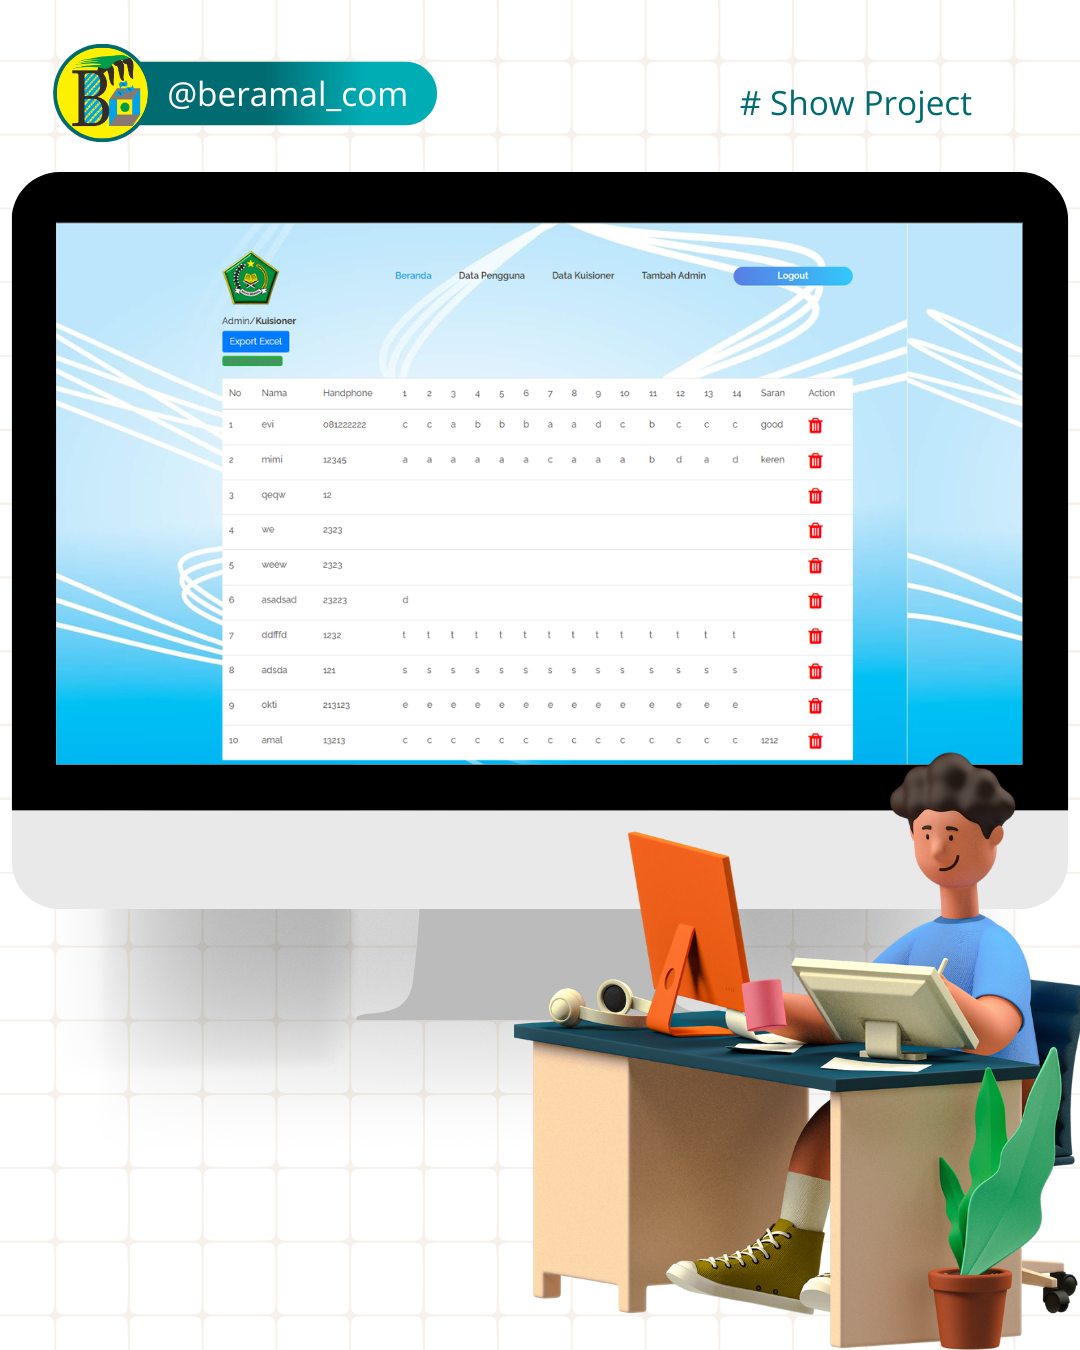 @beramal_com
# Show Project
Beranda Data Pengguna Data Kuisioner Tambah Admin Logout
Admin/Kuisioner
Export Excel
No Nama Handphone 1 2 3 4 5 6 7 8 9 10 11 12 13 14 Saran Action
1 evi 081222222 c c a b b b a a d c b c c c good
2 mimi 12345 a a a a a a c a a a b d a d keren
3 qeqw 12
4 we 2323
5 weew 2323
6 asadsad 23223 d
7 ddfffd 1232 t t t t t t t t t t t t t t
8 adsda 121 s s s s s s s s s s s s s s
9 okti 213123 e e e e e e e e e e e e e e
10 amal 13213 c c c c c c c c c c c c c c 1212